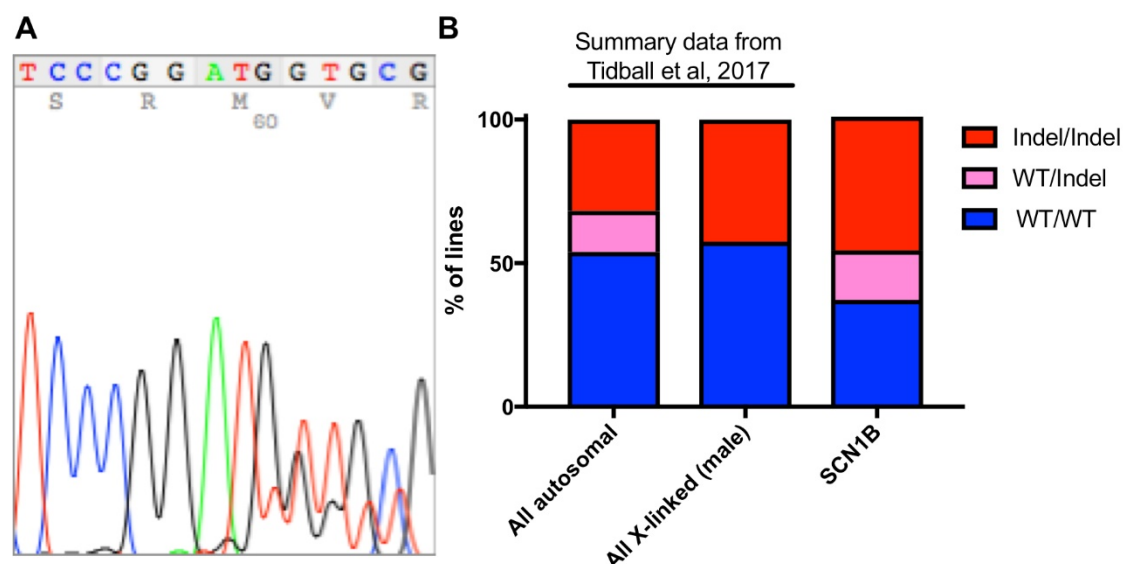 A
T C C C G G A T G G T G C G
S R M V R
60
B
Summary data from
Tidball et al, 2017
100
50
0
% of lines
Indel/Indel
WT/Indel
WT/WT
All autosomal
All X-linked (male)
SCN1B